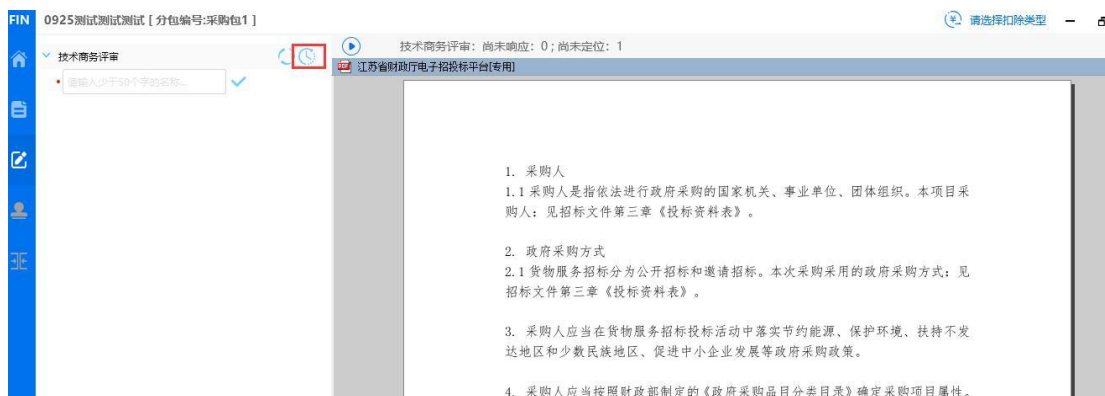 FIN 0925测试测试测试 [ 分包编号:采购包1 ] 请选择扣除类型
技术商务评审
技术商务评审：尚未响应：0；尚未定位：1
江苏省财政厅电子招投标平台[专用]
请输入少于50个字的名称...
1. 采购人
1.1 采购人是指依法进行政府采购的国家机关、事业单位、团体组织。本项目采
购人：见招标文件第三章《投标资料表》。
2. 政府采购方式
2.1 货物服务招标分为公开招标和邀请招标。本次采购采用的政府采购方式：见
招标文件第三章《投标资料表》。
3. 采购人应当在货物服务招标投标活动中落实节约能源、保护环境、扶持不发
达地区和少数民族地区、促进中小企业发展等政府采购政策。
4. 采购人应当按照财政部制定的《政府采购品目分类目录》确定采购项目属性。